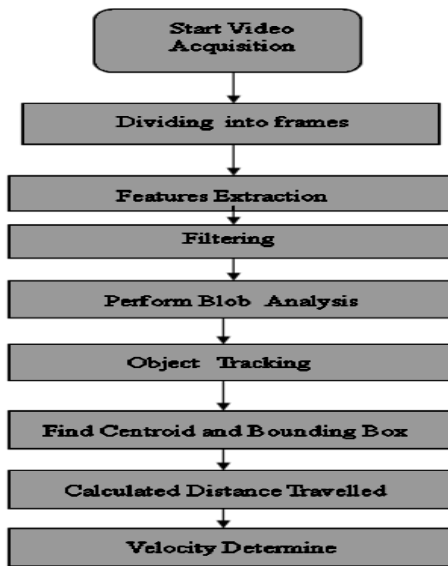 Start Video
Acquisition
Dividing into frames
Features Extraction
Filtering
Perform Blob Analysis
Object Tracking
Find Centroid and Bounding Box
Calculated Distance Travelled
Velocity Determine